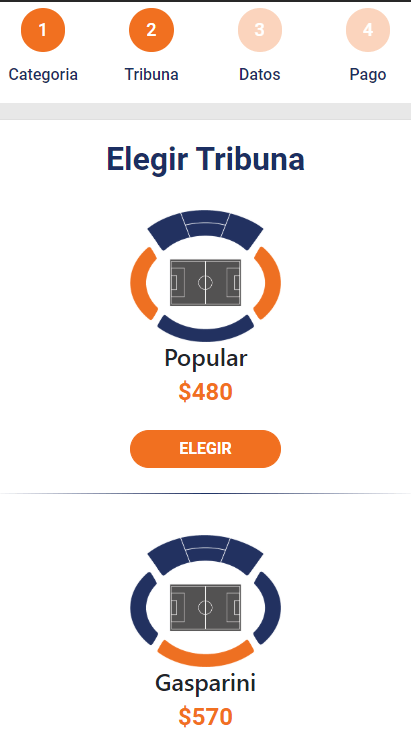 1 2 3 4
Categoria Tribuna Datos Pago
Elegir Tribuna
Popular
$480
ELEGIR
Gasparini
$570